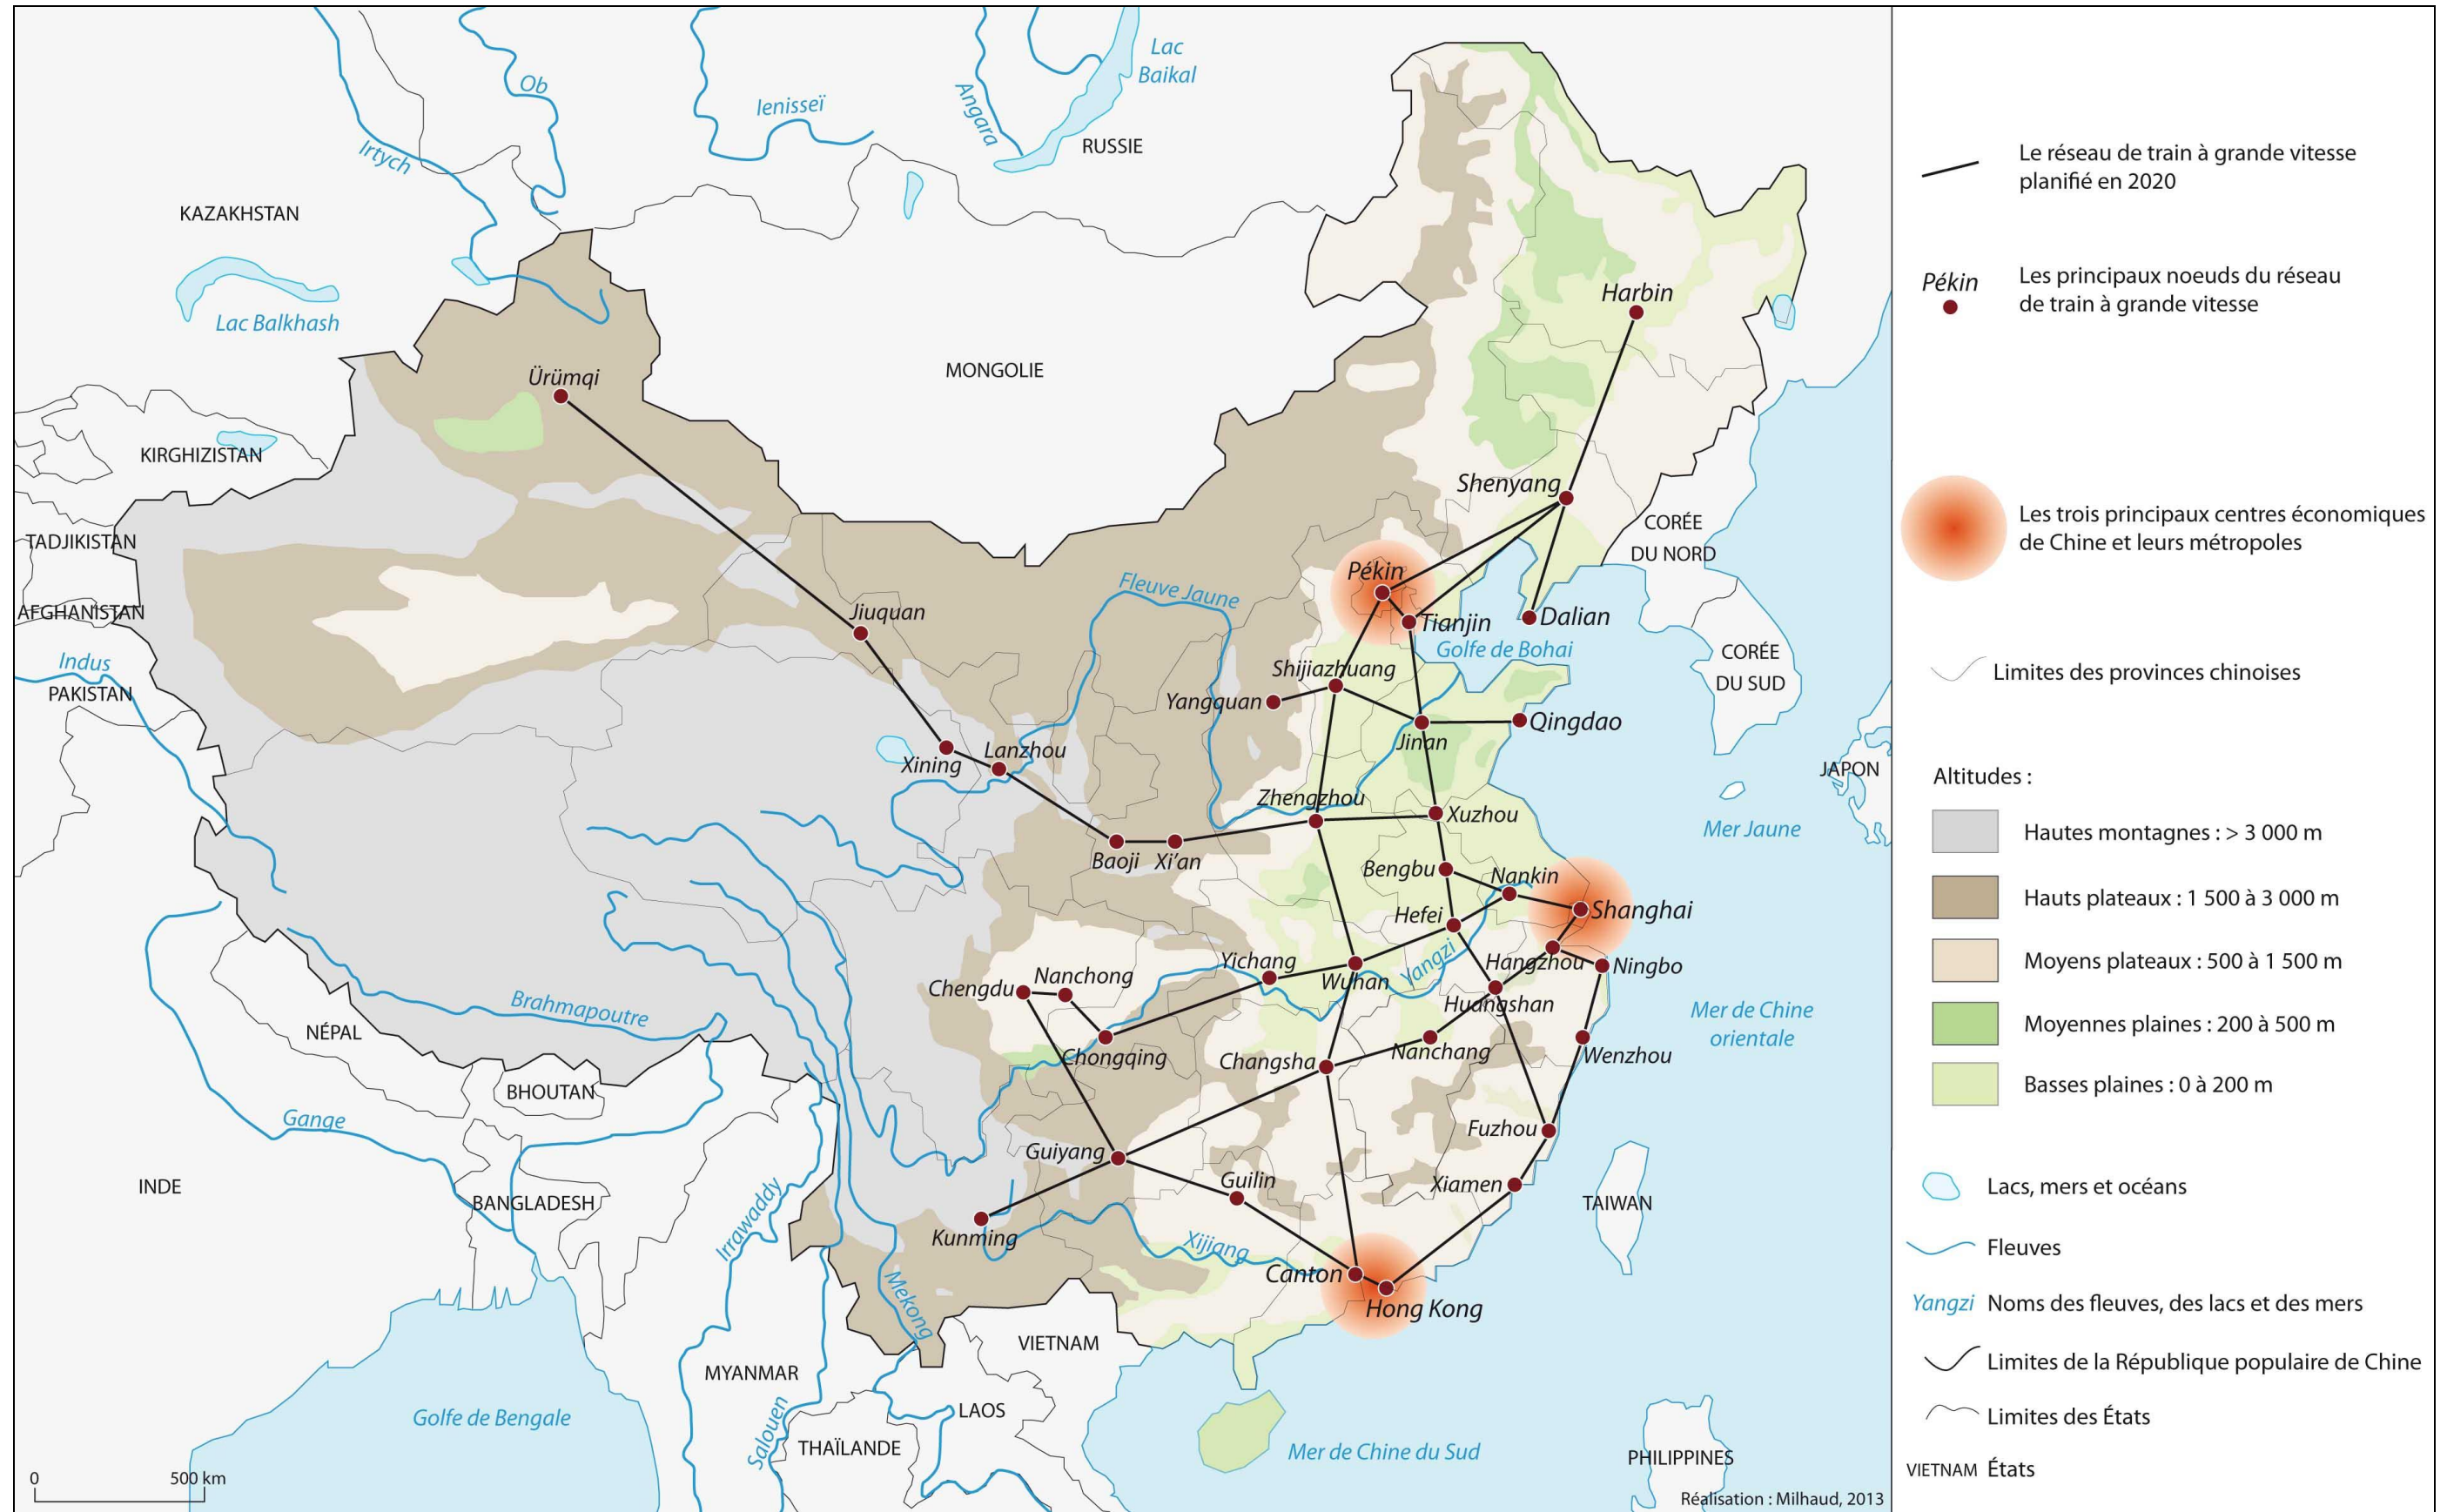 Lac
Baikal
Ob
Ienisseï
Angara
RUSSIE
Irtych
KAZAKHSTAN
Lac Balkhash
Harbin
MONGOLIE
Ürümqi
KIRGHIZISTAN
Shenyang
CORÉE
DU NORD
TADJIKISTAN
Pékin
Fleuve Jaune
AFGHANISTAN
Jiuquan
Tianjin
Dalian
Golfe de Bohai
CORÉE
DU SUD
Indus
PAKISTAN
Shijiazhuang
Yangquan
Qingdao
Jinan
Lanzhou
Xining
JAPON
Zhengzhou
Xuzhou
Mer Jaune
Baoji
Xi'an
Bengbu
Nankin
Hefei
Shanghai
Yangzi
Hangzhou
Ningbo
Yichang
Wuhan
Nanchong
Chengdu
Huangshan
Mer de Chine
orientale
Brahmapoutre
NÉPAL
Chongqing
Changsha
Nanchang
Wenzhou
BHOUTAN
Gange
Fuzhou
Guiyang
Guilin
Xiamen
INDE
BANGLADESH
TAIWAN
Irrawaddy
Kunming
Xijiang
Canton
Hong Kong
Mekong
VIETNAM
MYANMAR
LAOS
Golfe de Bengale
Salouen
THAÏLANDE
Mer de Chine du Sud
PHILIPPINES
0
500 km
Réalisation : Milhaud, 2013
Le réseau de train à grande vitesse
planifié en 2020
Pékin
Les principaux noeuds du réseau
de train à grande vitesse
Les trois principaux centres économiques
de Chine et leurs métropoles
Limites des provinces chinoises
Altitudes :
Hautes montagnes : > 3 000 m
Hauts plateaux : 1 500 à 3 000 m
Moyens plateaux : 500 à 1 500 m
Moyennes plaines : 200 à 500 m
Basses plaines : 0 à 200 m
Lacs, mers et océans
Fleuves
Yangzi Noms des fleuves, des lacs et des mers
Limites de la République populaire de Chine
Limites des États
VIETNAM États